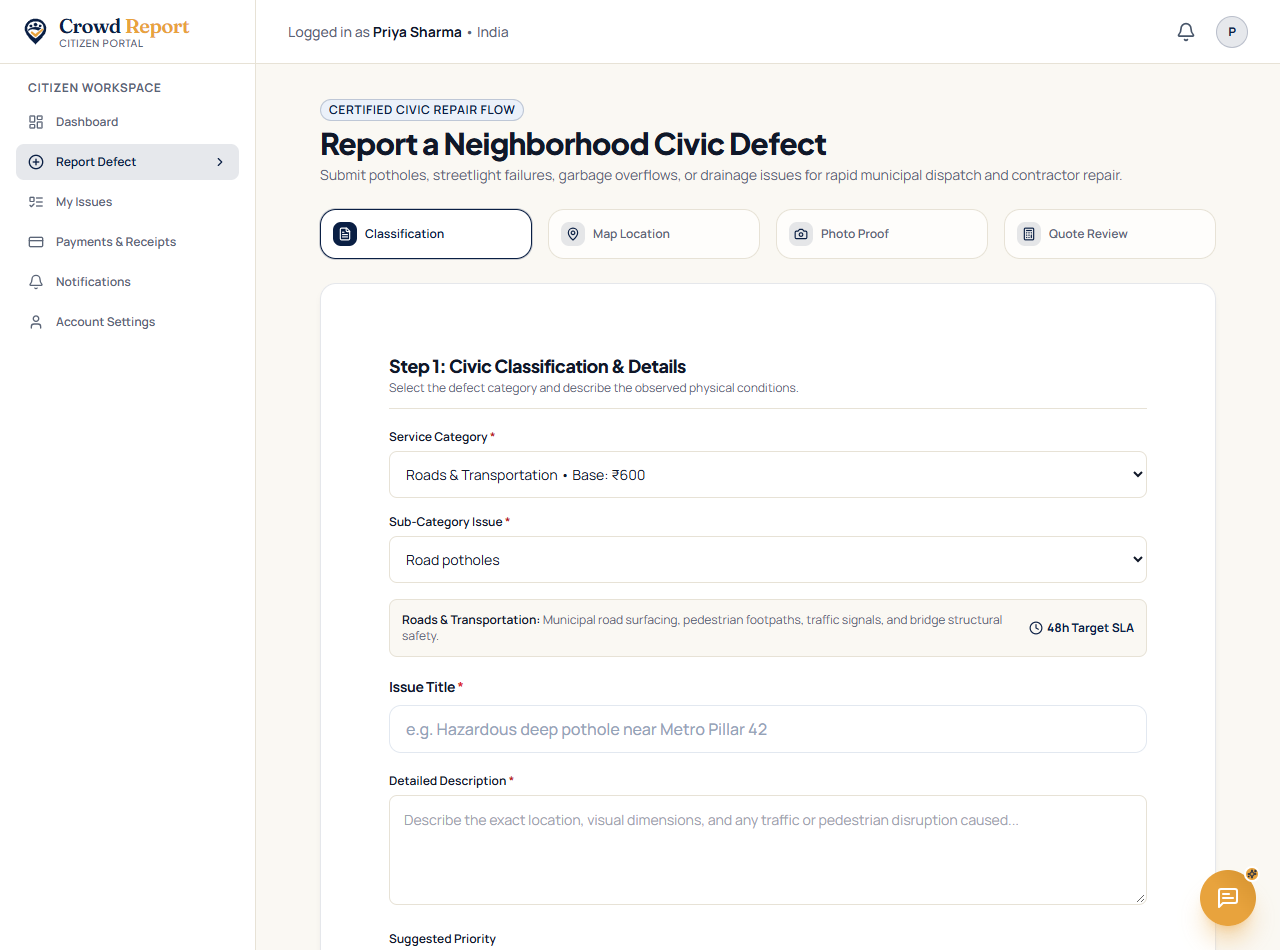 Crowd Report
CITIZEN PORTAL
Logged in as Priya Sharma • India
P
CITIZEN WORKSPACE
Dashboard
Report Defect
My Issues
Payments & Receipts
Notifications
Account Settings
CERTIFIED CIVIC REPAIR FLOW
Report a Neighborhood Civic Defect
Submit potholes, streetlight failures, garbage overflows, or drainage issues for rapid municipal dispatch and contractor repair.
Classification
Map Location
Photo Proof
Quote Review
Step 1: Civic Classification & Details
Select the defect category and describe the observed physical conditions.
Service Category *
Roads & Transportation • Base: ₹600
Sub-Category Issue *
Road potholes
Roads & Transportation: Municipal road surfacing, pedestrian footpaths, traffic signals, and bridge structural
safety.
48h Target SLA
Issue Title *
e.g. Hazardous deep pothole near Metro Pillar 42
Detailed Description *
Describe the exact location, visual dimensions, and any traffic or pedestrian disruption caused...
Suggested Priority